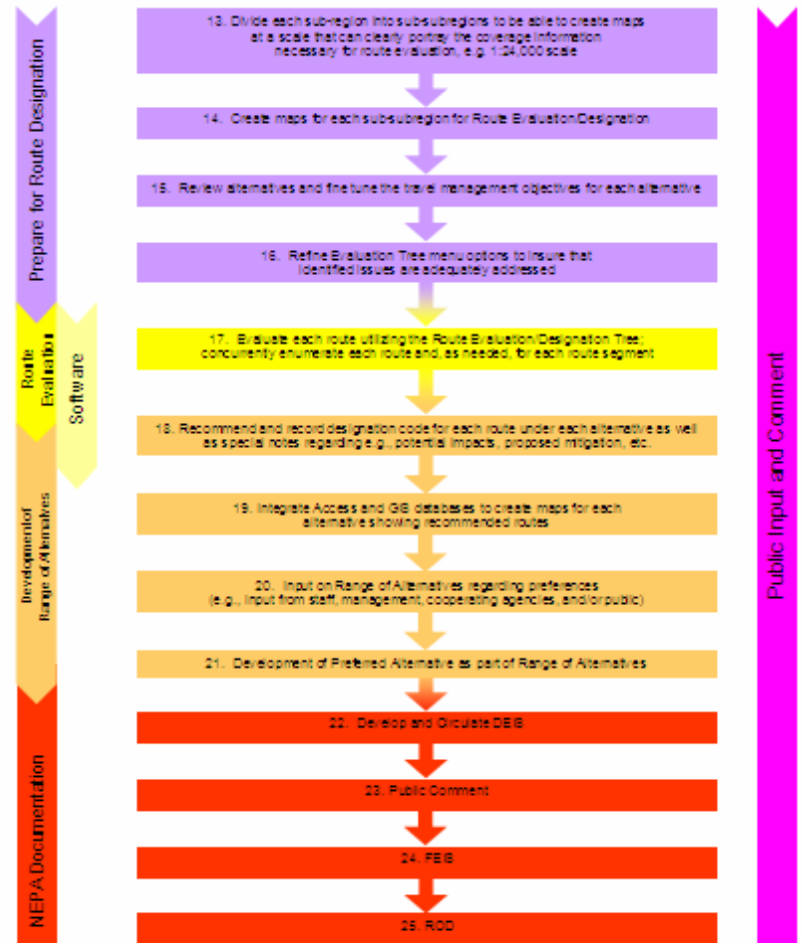 Prepare for Route Designation
Route
Evaluation
Software
Development of
Range of Alternatives
NEPA Documentation
13. Divide each sub-region into sub-subregions to be able to create maps
at a scale that can clearly portray the coverage information
necessary for route evaluation, e.g. 1:24,000 scale
14. Create maps for each sub-subregion for Route Evaluation/Designation
15. Review alternatives and fine tune the travel management objectives for each alternative
16. Refine Evaluation Tree menu options to insure that
identified issues are adequately addressed
17. Evaluate each route utilizing the Route Evaluation/Designation Tree;
concurrently enumerate each route and, as needed, for each route segment
18. Recommend and record designation code for each route under each alternative as well
as special notes regarding e.g., potential impacts, proposed mitigation, etc.
19. Integrate Access and GIS databases to create maps for each
alternative showing recommended routes
20. Input on Range of Alternatives regarding preferences
(e.g., input from staff, management, cooperating agencies, and/or public)
21. Development of Preferred Alternative as part of Range of Alternatives
22. Develop and Circulate DEIS
23. Public Comment
24. FEIS
25. ROD
Public Input and Comment